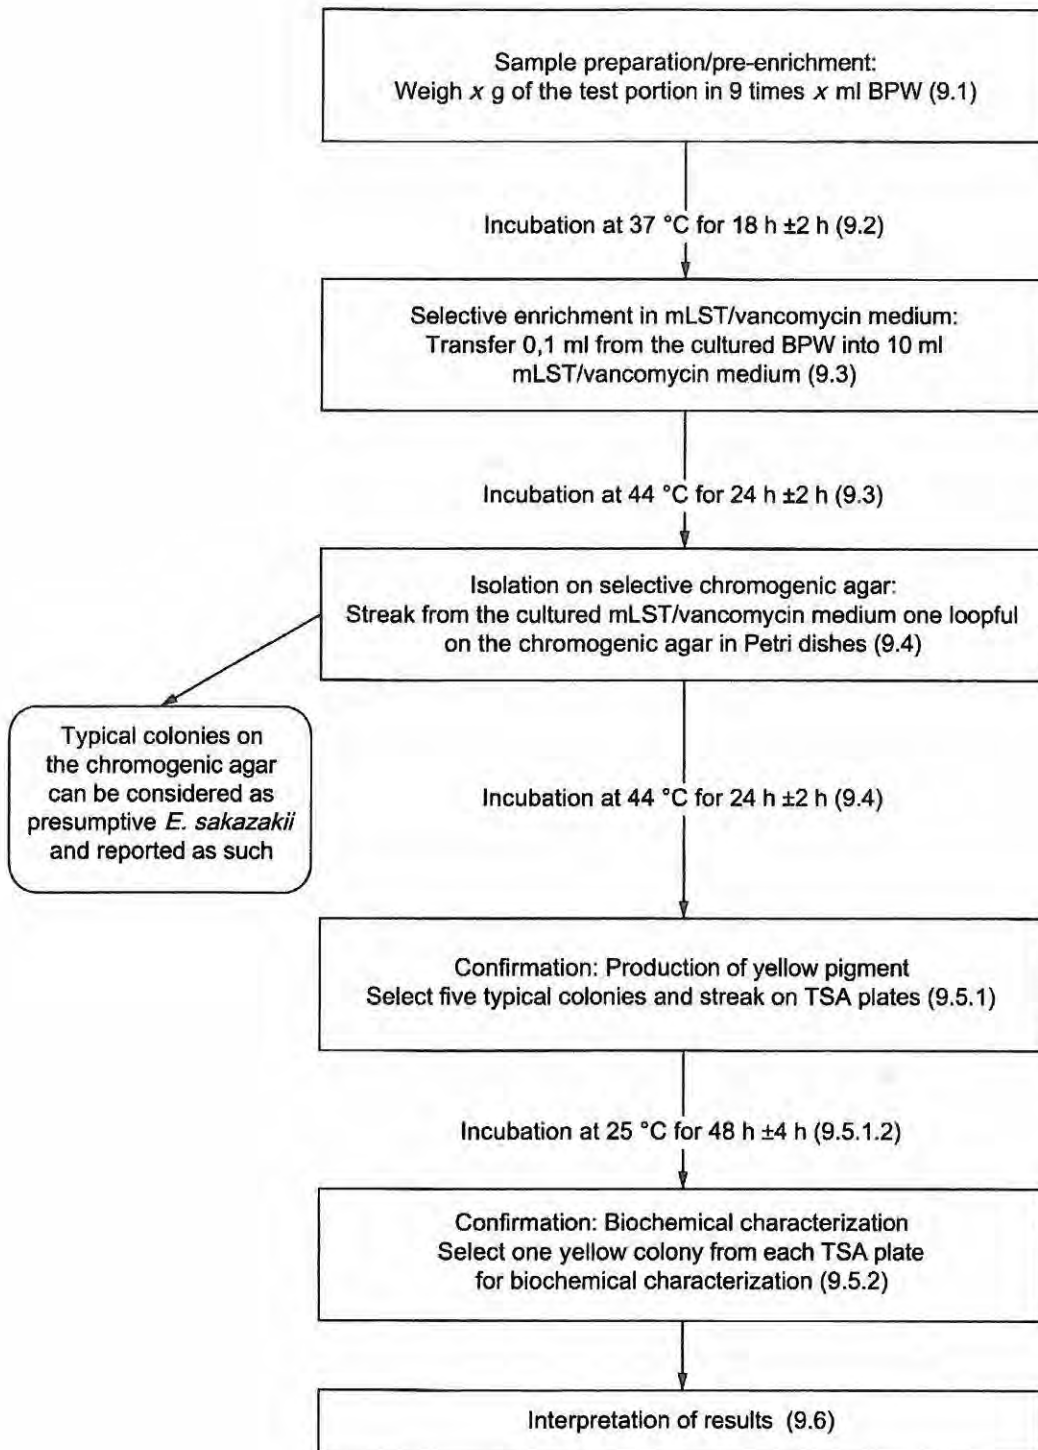 Sample preparation/pre-enrichment:
Weigh x g of the test portion in 9 times x ml BPW (9.1)
Incubation at 37 °C for 18 h ±2 h (9.2)
Selective enrichment in mLST/vancomycin medium:
Transfer 0,1 ml from the cultured BPW into 10 ml
mLST/vancomycin medium (9.3)
Incubation at 44 °C for 24 h ±2 h (9.3)
Isolation on selective chromogenic agar:
Streak from the cultured mLST/vancomycin medium one loopful
on the chromogenic agar in Petri dishes (9.4)
Typical colonies on
the chromogenic agar
can be considered as
presumptive E. sakazakii
and reported as such
Incubation at 44 °C for 24 h ±2 h (9.4)
Confirmation: Production of yellow pigment
Select five typical colonies and streak on TSA plates (9.5.1)
Incubation at 25 °C for 48 h ±4 h (9.5.1.2)
Confirmation: Biochemical characterization
Select one yellow colony from each TSA plate
for biochemical characterization (9.5.2)
Interpretation of results (9.6)